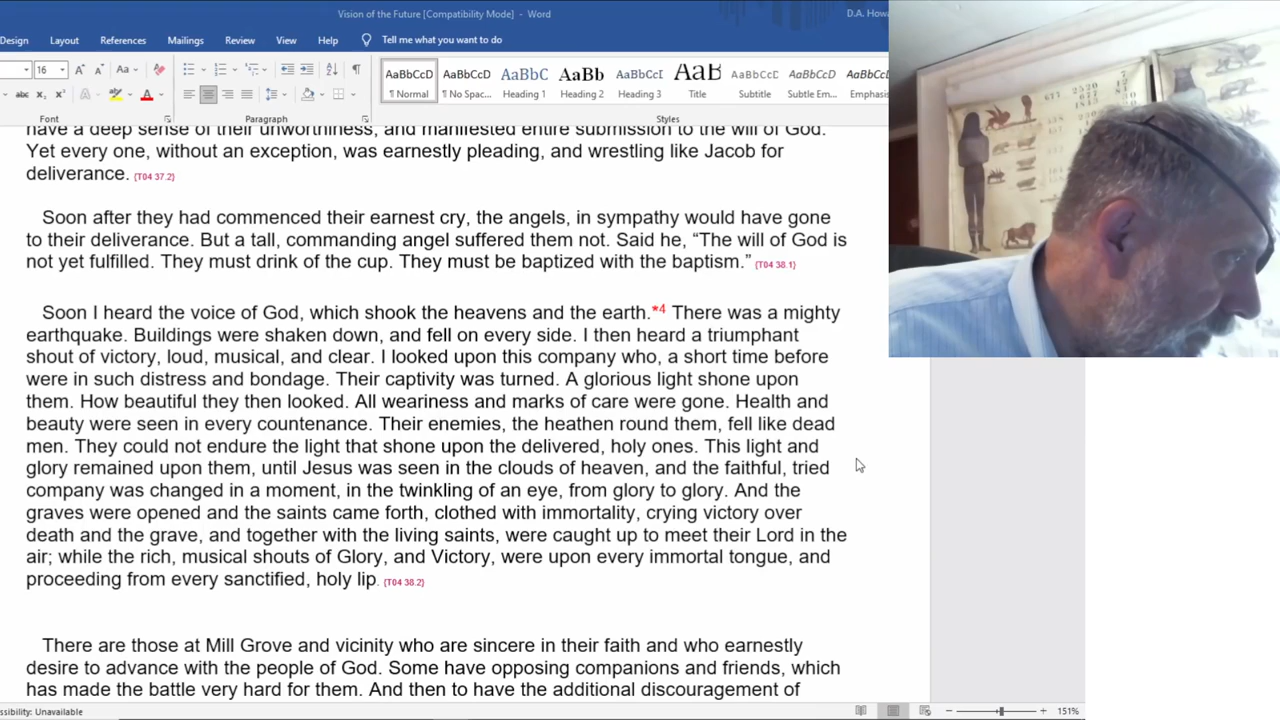 Vision of the Future [Compatibility Mode] - Word
D.A. Howa
Design Layout References Mailings Review View Help Tell me what you want to do
16 Aa
AaBbCcD AaBbCcD AaBbC AaBb AaBbCcI AaB AaBbCcD AaBbCcD AaBbCcD
¶ Normal ¶ No Spac... Heading 1 Heading 2 Heading 3 Title Subtitle Subtle Em... Emphasis
Font Paragraph Styles
have a deep sense of their unworthiness, and manifested entire submission to the will of God.
Yet every one, without an exception, was earnestly pleading, and wrestling like Jacob for
deliverance. {T04 37.2}
Soon after they had commenced their earnest cry, the angels, in sympathy would have gone
to their deliverance. But a tall, commanding angel suffered them not. Said he, “The will of God is
not yet fulfilled. They must drink of the cup. They must be baptized with the baptism.” {T04 38.1}
Soon I heard the voice of God, which shook the heavens and the earth.*4 There was a mighty
earthquake. Buildings were shaken down, and fell on every side. I then heard a triumphant
shout of victory, loud, musical, and clear. I looked upon this company who, a short time before
were in such distress and bondage. Their captivity was turned. A glorious light shone upon
them. How beautiful they then looked. All weariness and marks of care were gone. Health and
beauty were seen in every countenance. Their enemies, the heathen round them, fell like dead
men. They could not endure the light that shone upon the delivered, holy ones. This light and
glory remained upon them, until Jesus was seen in the clouds of heaven, and the faithful, tried
company was changed in a moment, in the twinkling of an eye, from glory to glory. And the
graves were opened and the saints came forth, clothed with immortality, crying victory over
death and the grave, and together with the living saints, were caught up to meet their Lord in the
air; while the rich, musical shouts of Glory, and Victory, were upon every immortal tongue, and
proceeding from every sanctified, holy lip. {T04 38.2}
There are those at Mill Grove and vicinity who are sincere in their faith and who earnestly
desire to advance with the people of God. Some have opposing companions and friends, which
has made the battle very hard for them. And then to have the additional discouragement of
ssibility: Unavailable
151%
677 2520